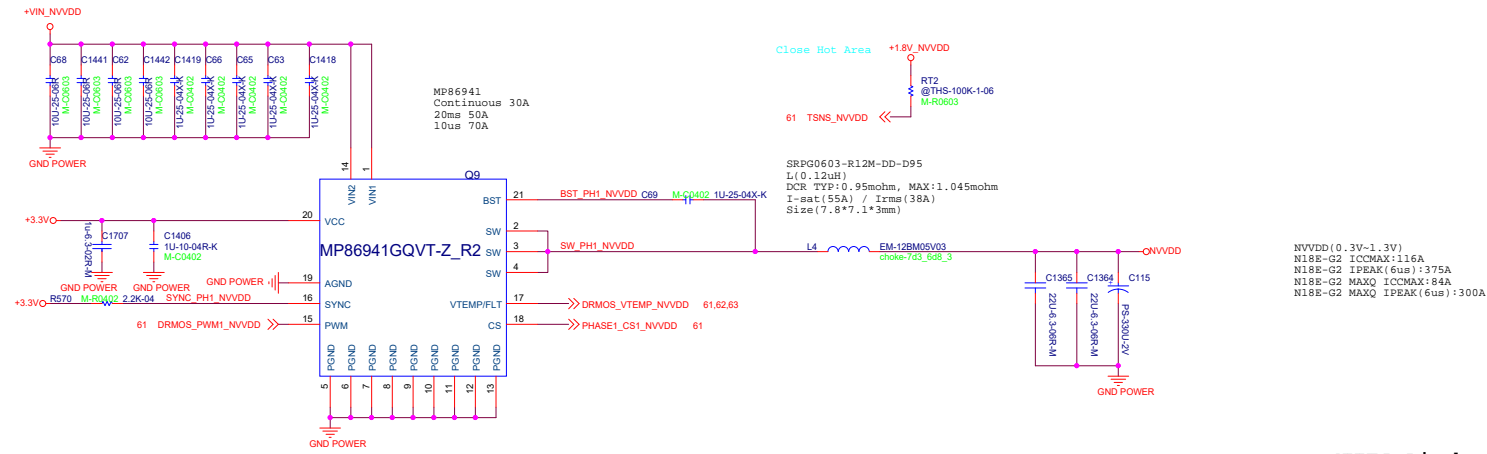 +VIN_NVVDD
C68
10U-25-06R
M-C0603
C1441
10U-25-06R
M-C0603
C62
10U-25-06R
M-C0603
C1442
10U-25-06R
M-C0603
C1419
1U-25-04X-K
M-C0402
C66
1U-25-04X-K
M-C0402
C65
1U-25-04X-K
M-C0402
C63
1U-25-04X-K
M-C0402
C1418
1U-25-04X-K
M-C0402
GND POWER
MP86941
Continuous 30A
20ms 50A
10us 70A
Close Hot Area
+1.8V_NVVDD
RT2
@THS-100K-1-06
M-R0603
61 TSNS_NVVDD
SRPG0603-R12M-DD-D95
L(0.12uH)
DCR TYP:0.95mohm, MAX:1.045mohm
I-sat(55A) / Irms(38A)
Size(7.8*7.1*3mm)
14
1
VIN2
VIN1
Q9
MP86941GQVT-Z_R2
+3.3V
20
VCC
C1707
1u-6.3-02R-M
GND POWER
C1406
1U-10-04R-K
M-C0402
GND POWER
GND POWER
19
AGND
+3.3V
R570
M-R0402
2.2K-04
SYNC_PH1_NVVDD
16
SYNC
61 DRMOS_PWM1_NVVDD
15
PWM
BST
21
BST_PH1_NVVDD
C69
M-C0402
1U-25-04X-K
SW
2
SW
3
SW_PH1_NVVDD
SW
4
L4
EM-12BM05V03
choke-7d3_6d8_3
NVVDD
VTEMP/FLT
17
DRMOS_VTEMP_NVVDD
61,62,63
CS
18
PHASE1_CS1_NVVDD
61
PGND
PGND
PGND
PGND
PGND
PGND
PGND
PGND
PGND
5
6
7
8
9
10
11
12
13
GND POWER
C1365
22U-6.3-06R-M
C1364
22U-6.3-06R-M
C115
PS-330U-2V
+
GND POWER
NVVDD(0.3V~1.3V)
N18E-G2 ICCMAX:116A
N18E-G2 IPEAK(6us):375A
N18E-G2 MAXQ ICCMAX:84A
N18E-G2 MAXQ IPEAK(6us):300A